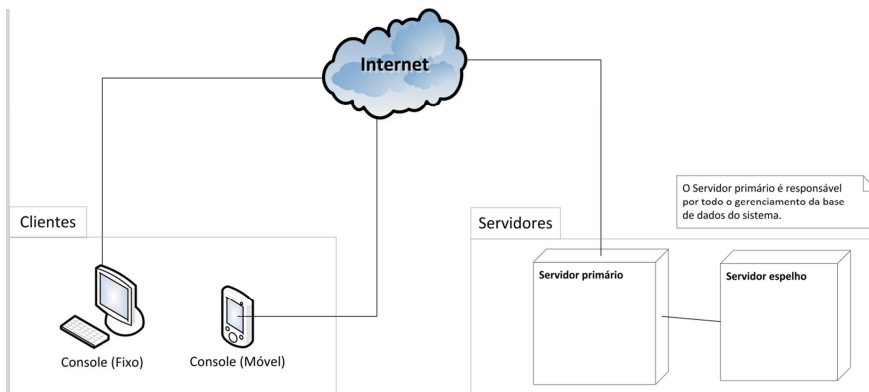 Internet
Clientes
Console (Fixo)
Console (Móvel)
O Servidor primário é responsável
por todo o gerenciamento da base
de dados do sistema.
Servidores
Servidor primário
Servidor espelho